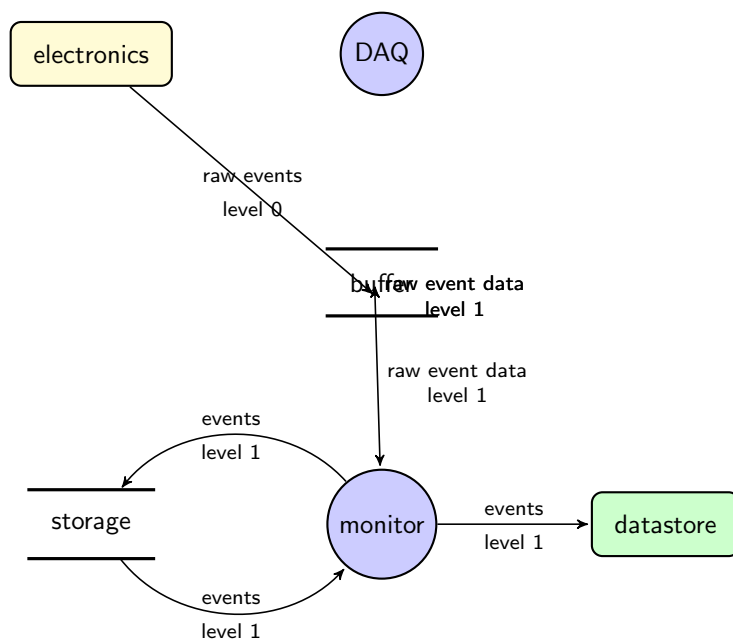 electronics
DAQ
raw events
level 0
buffer
raw event data
level 1
raw event data
level 1
events
level 1
storage
monitor
events
level 1
datastore
events
level 1